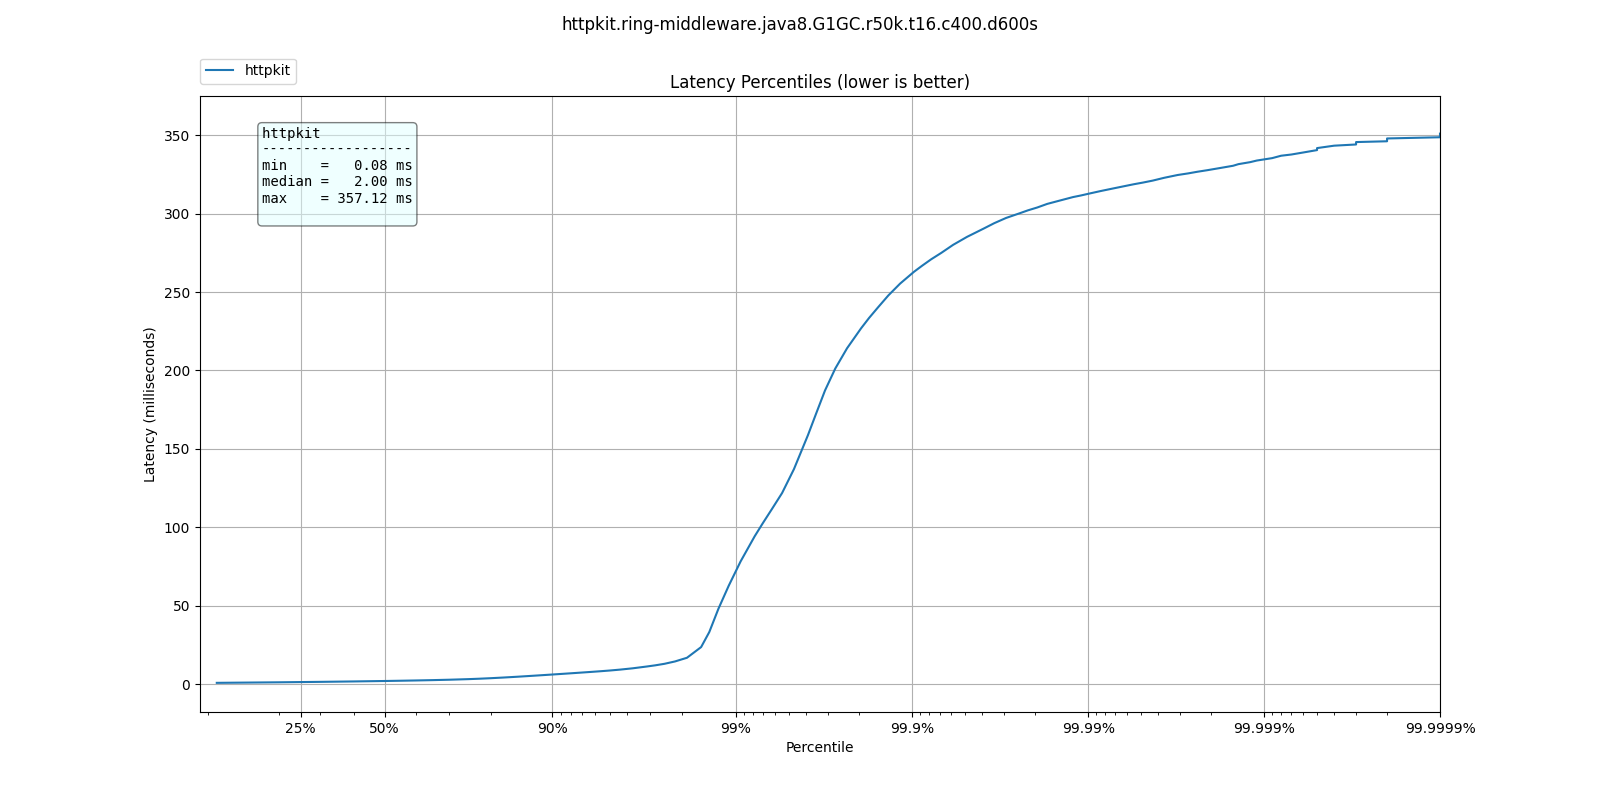 httpkit.ring-middleware.java8.G1GC.r50k.t16.c400.d600s
httpkit
Latency Percentiles (lower is better)
httpkit
------------------
min    =   0.08 ms
median =   2.00 ms
max    = 357.12 ms
350
300
250
200
150
100
50
0
Latency (milliseconds)
25% 50% 90% 99% 99.9% 99.99% 99.999% 99.9999%
Percentile